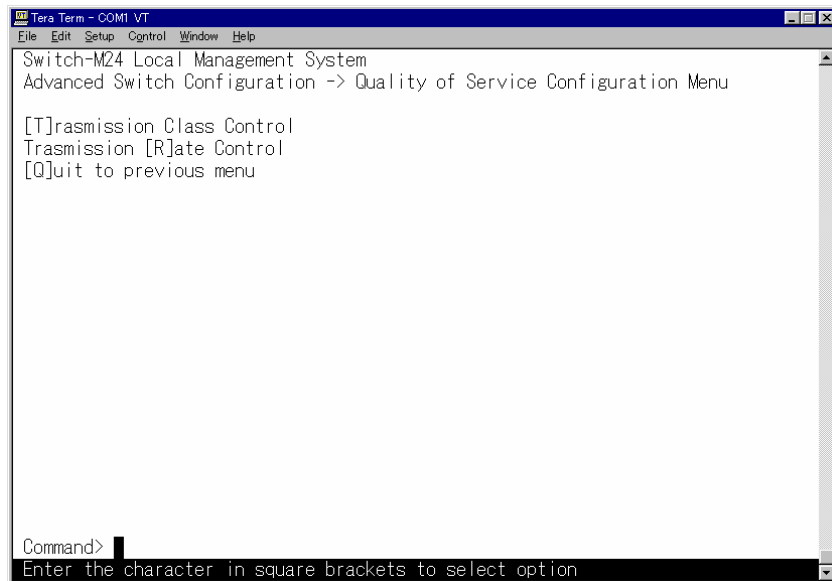 Tera Term - COM1 VT
File Edit Setup Control Window Help
Switch-M24 Local Management System
Advanced Switch Configuration -> Quality of Service Configuration Menu
[T]rasmission Class Control
Trasmission [R]ate Control
[Q]uit to previous menu
Command>
Enter the character in square brackets to select option